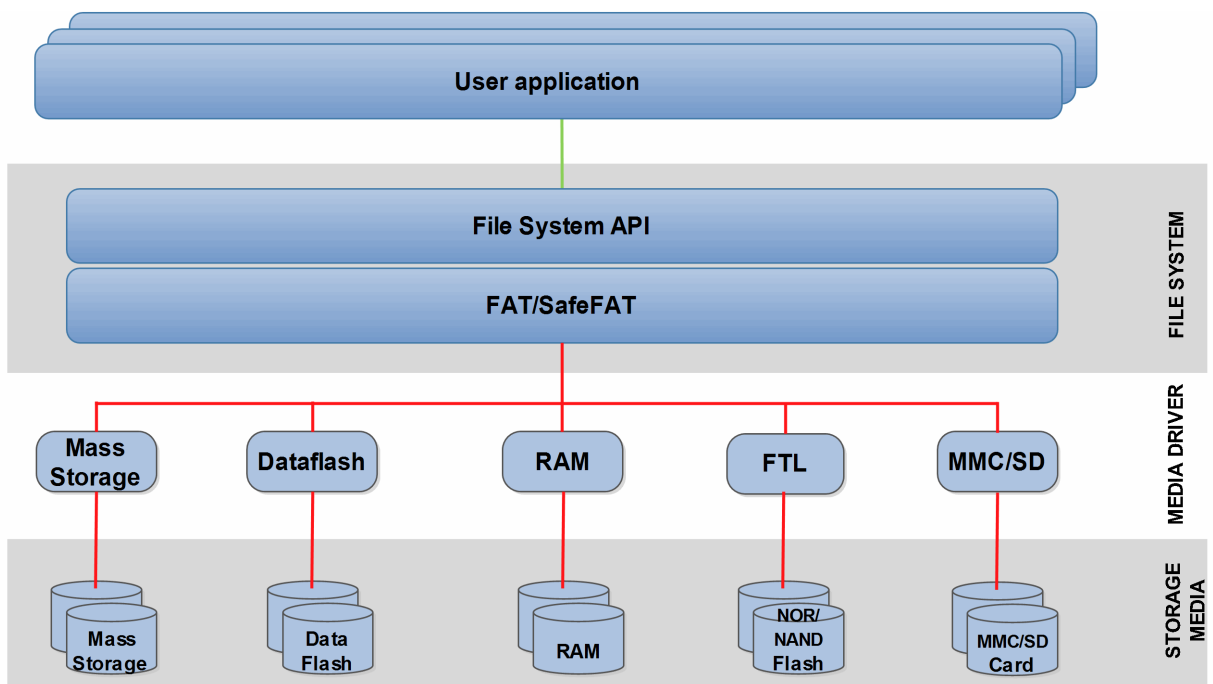 User application
File System API
FAT/SafeFAT
FILE SYSTEM
Mass
Storage
Dataflash
RAM
FTL
MMC/SD
MEDIA DRIVER
Mass
Storage
Data
Flash
RAM
NOR/
NAND
Flash
MMC/SD
Card
STORAGE
MEDIA